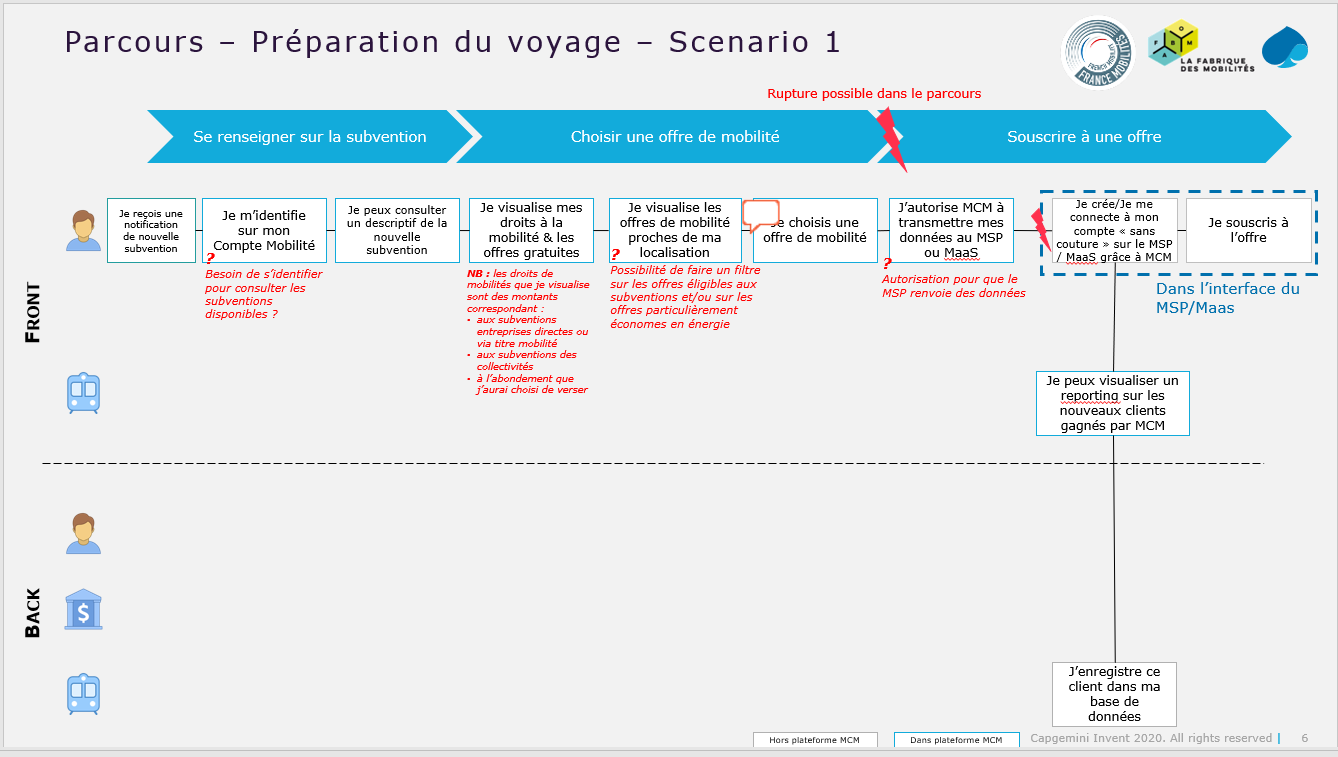 Parcours – Préparation du voyage – Scenario 1
FRENCH MOBILITY
FRANCE MOBILITÉS
F A B O M
LA FABRIQUE
DES MOBILITÉS
Rupture possible dans le parcours
Se renseigner sur la subvention
Choisir une offre de mobilité
Souscrire à une offre
Je reçois une
notification
de nouvelle
subvention
Je m’identifie
sur mon
Compte Mobilité
?
Besoin de s’identifier
pour consulter les
subventions
disponibles ?
Je peux consulter
un descriptif de la
nouvelle
subvention
Je visualise mes
droits à la
mobilité & les
offres gratuites
NB : les droits de
mobilités que je visualise
sont des montants
correspondant :
• aux subventions
entreprises directes ou
via titre mobilité
• aux subventions des
collectivités
• à l’abondement que
j’aurai choisi de verser
Je visualise les
offres de mobilité
proches de ma
localisation
?
Possibilité de faire un filtre
sur les offres éligibles aux
subventions et/ou sur les
offres particulièrement
économes en énergie
Je choisis une
offre de mobilité
J’autorise MCM à
transmettre mes
données au MSP
ou MaaS
?
Autorisation pour que le
MSP renvoie des données
Je crée/Je me
connecte à mon
compte « sans
couture » sur le MSP
/ MaaS grâce à MCM
Je souscris à
l’offre
Dans l’interface du
MSP/Maas
FRONT
Je peux visualiser un
reporting sur les
nouveaux clients
gagnés par MCM
BACK
$
J’enregistre ce
client dans ma
base de
données
Hors plateforme MCM
Dans plateforme MCM
Capgemini Invent 2020. All rights reserved |
6